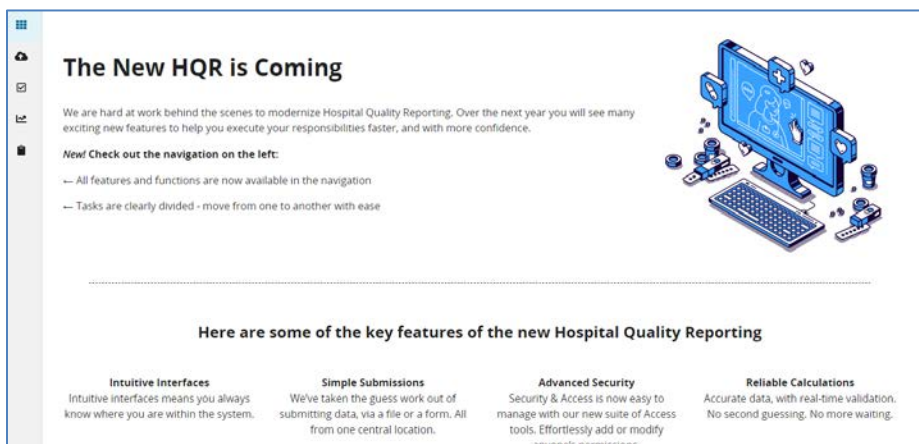 The New HQR is Coming
We are hard at work behind the scenes to modernize Hospital Quality Reporting. Over the next year you will see many
exciting new features to help you execute your responsibilities faster, and with more confidence.
New! Check out the navigation on the left:
← All features and functions are now available in the navigation
← Tasks are clearly divided - move from one to another with ease
Here are some of the key features of the new Hospital Quality Reporting
Intuitive Interfaces
Intuitive interfaces means you always
know where you are within the system.
Simple Submissions
We've taken the guess work out of
submitting data, via a file or a form. All
from one central location.
Advanced Security
Security & Access is now easy to
manage with our new suite of Access
tools. Effortlessly add or modify
Reliable Calculations
Accurate data, with real-time validation.
No second guessing. No more waiting.